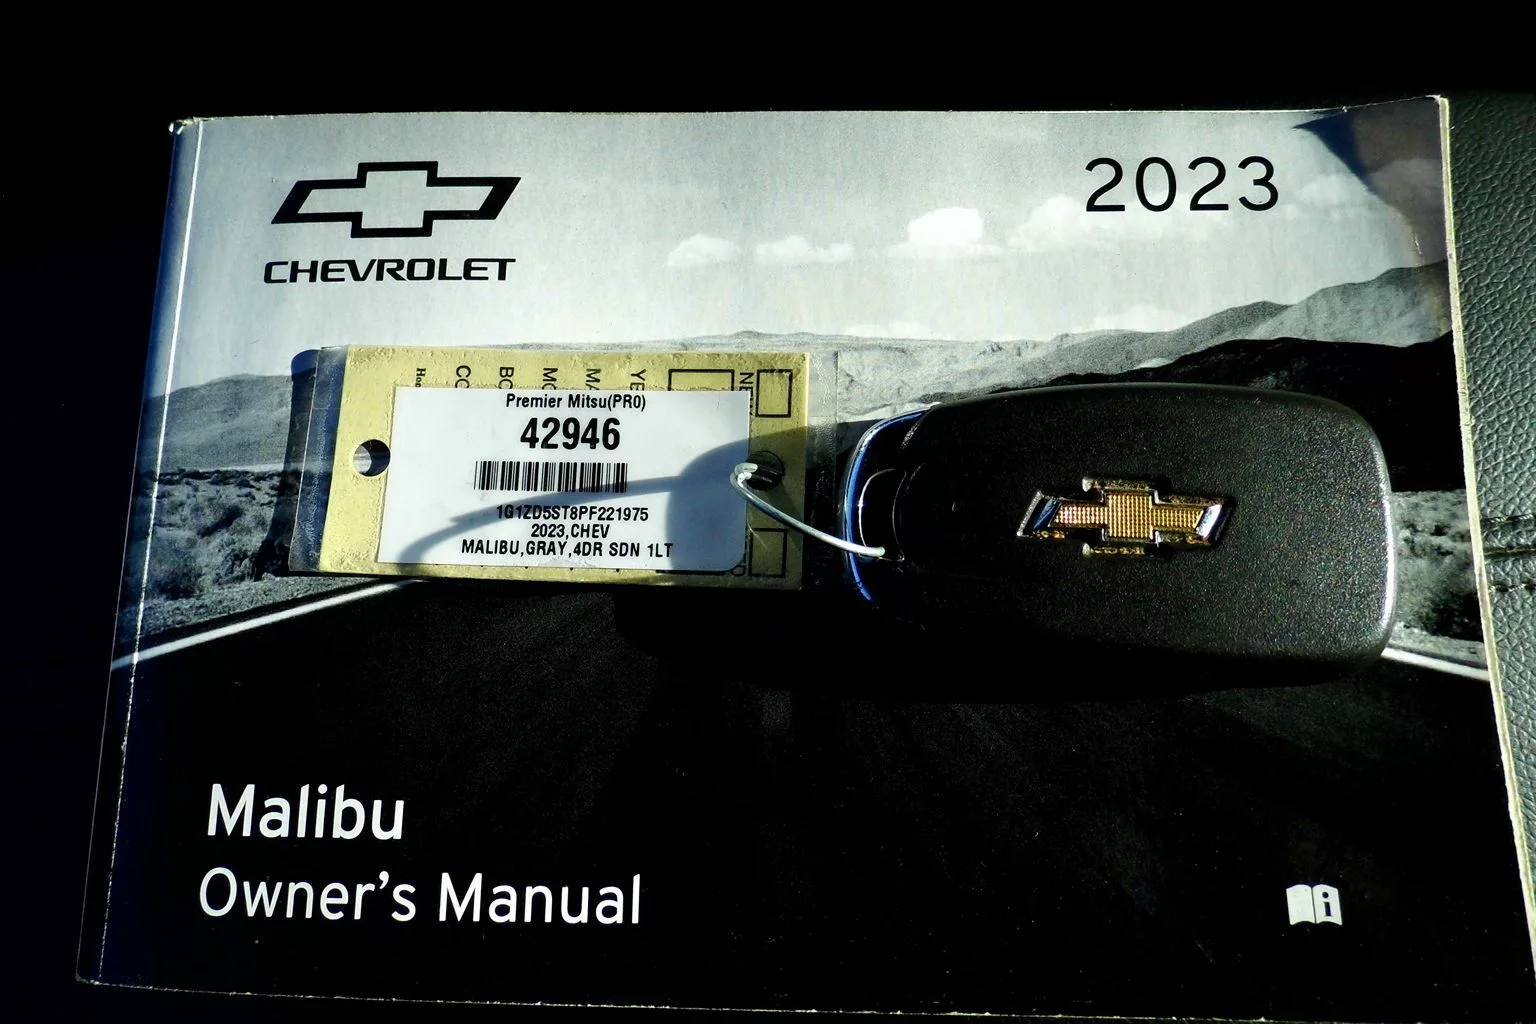 2023
CHEVROLET
Premier Mitsu(PR0)
42946
1G1ZD5ST8PF221975
2023,CHEV
MALIBU,GRAY,4DR SDN 1LT
Malibu
Owner's Manual